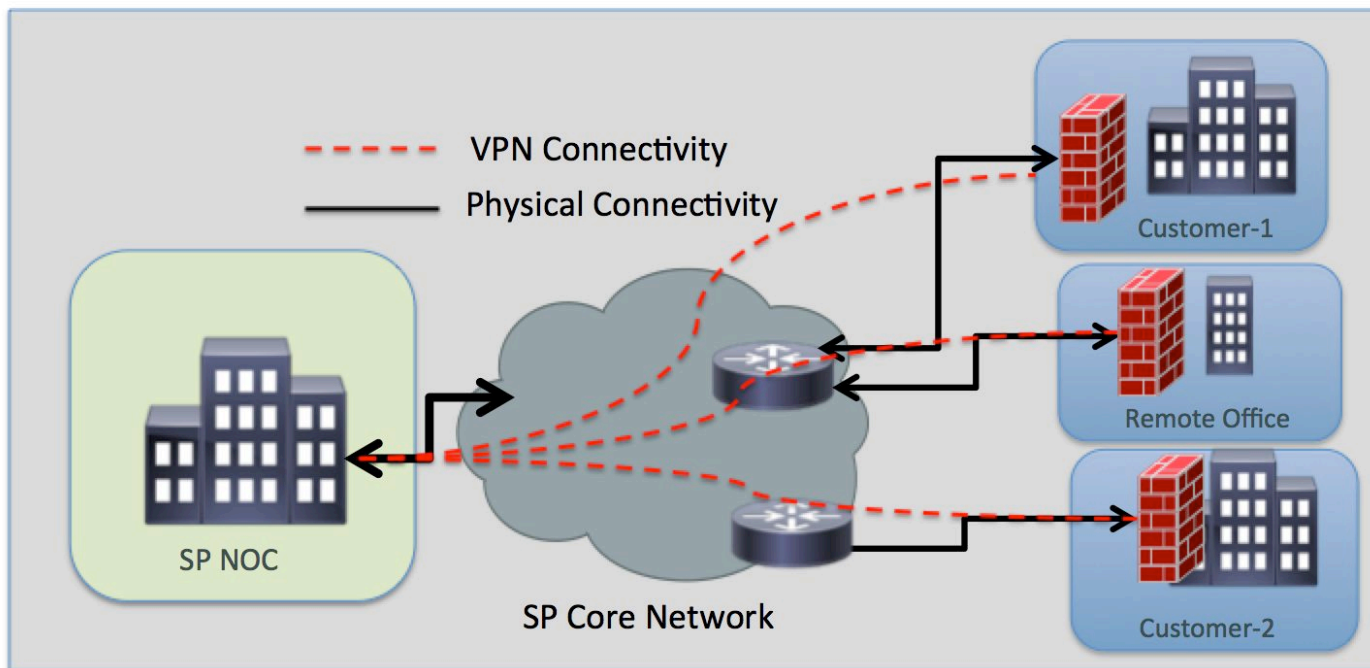 VPN Connectivity
Physical Connectivity
Customer-1
Remote Office
SP NOC
SP Core Network
Customer-2